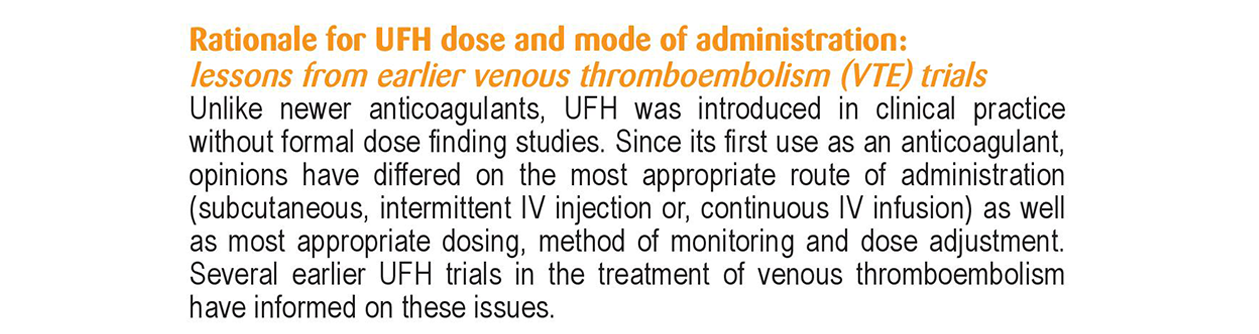 Rationale for UFH dose and mode of administration:
lessons from earlier venous thromboembolism (VTE) trials
Unlike newer anticoagulants, UFH was introduced in clinical practice
without formal dose finding studies. Since its first use as an anticoagulant,
opinions have differed on the most appropriate route of administration
(subcutaneous, intermittent IV injection or, continuous IV infusion) as well
as most appropriate dosing, method of monitoring and dose adjustment.
Several earlier UFH trials in the treatment of venous thromboembolism
have informed on these issues.